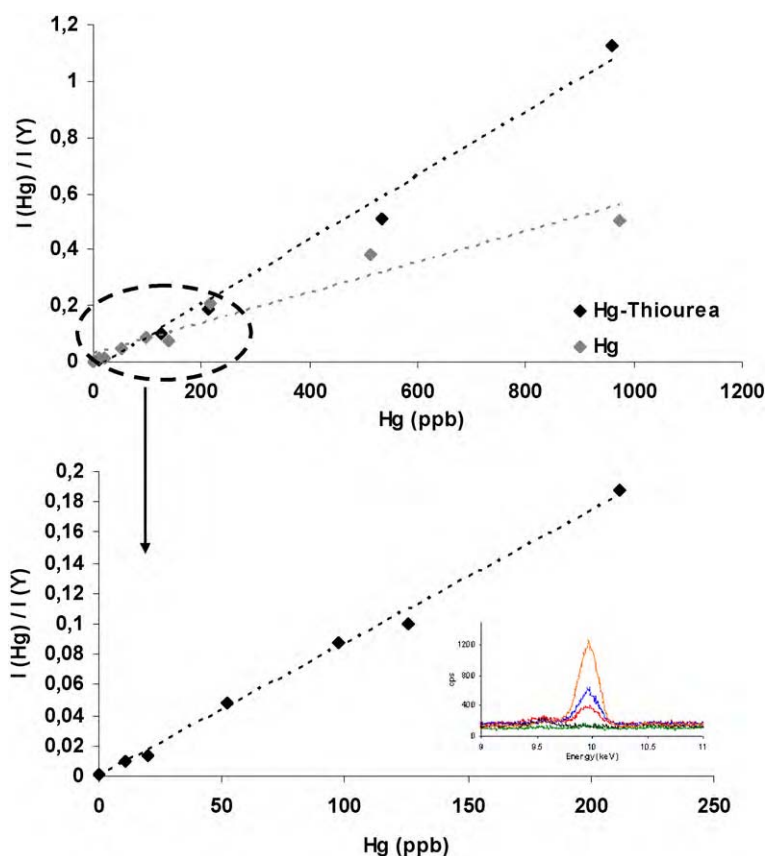 1,2
1
0,8
0,6
0,4
0,2
0
I (Hg) / I (Y)
0 200 400 600 800 1000 1200
Hg (ppb)
Hg-Thiourea
Hg
0,2
0,18
0,16
0,14
0,12
0,1
0,08
0,06
0,04
0,02
0
I (Hg) / I (Y)
0 50 100 150 200 250
Hg (ppb)
1200
800
400
0
cps
9 9.5 10 10.5 11
Energy (keV)